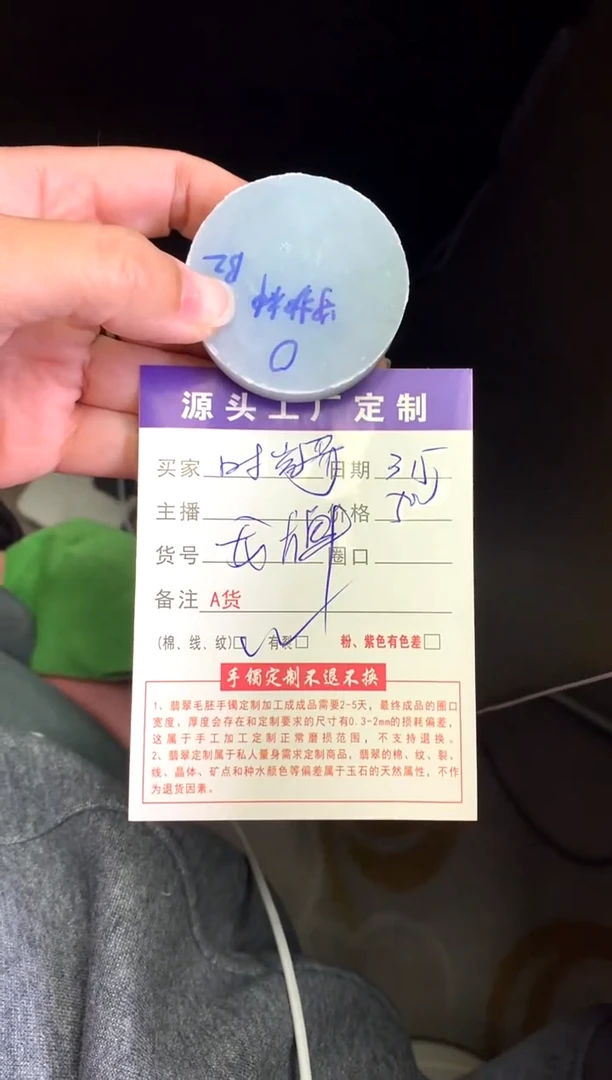 B2
守护神
0
源头工厂定制
买家 日期
主播 价格
货号 圈口
备注 A货
(棉、线、纹)□ 有裂□ 粉、紫色有色差□
手镯定制不退不换
1、翡翠毛胚手镯定制加工成成品需要2-5天，最终成品的圈口
宽度、厚度会存在和定制要求的尺寸有0.3-2mm的损耗偏差，
这属于手工加工定制正常磨损范围，不支持退换。
2、翡翠定制属于私人量身需求定制商品，翡翠的棉、纹、裂、
线、晶体、矿点和种水颜色等偏差属于玉石的天然属性，不作
为退货因素。